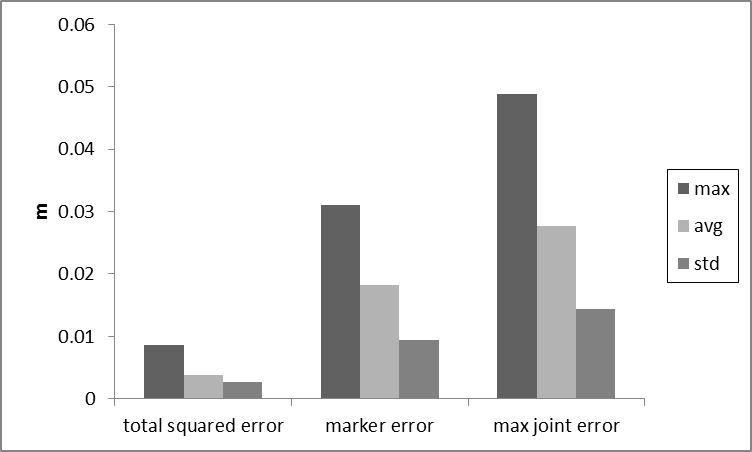 0.06
0.05
0.04
0.03
0.02
0.01
0
m
total squared error
marker error
max joint error
max
avg
std